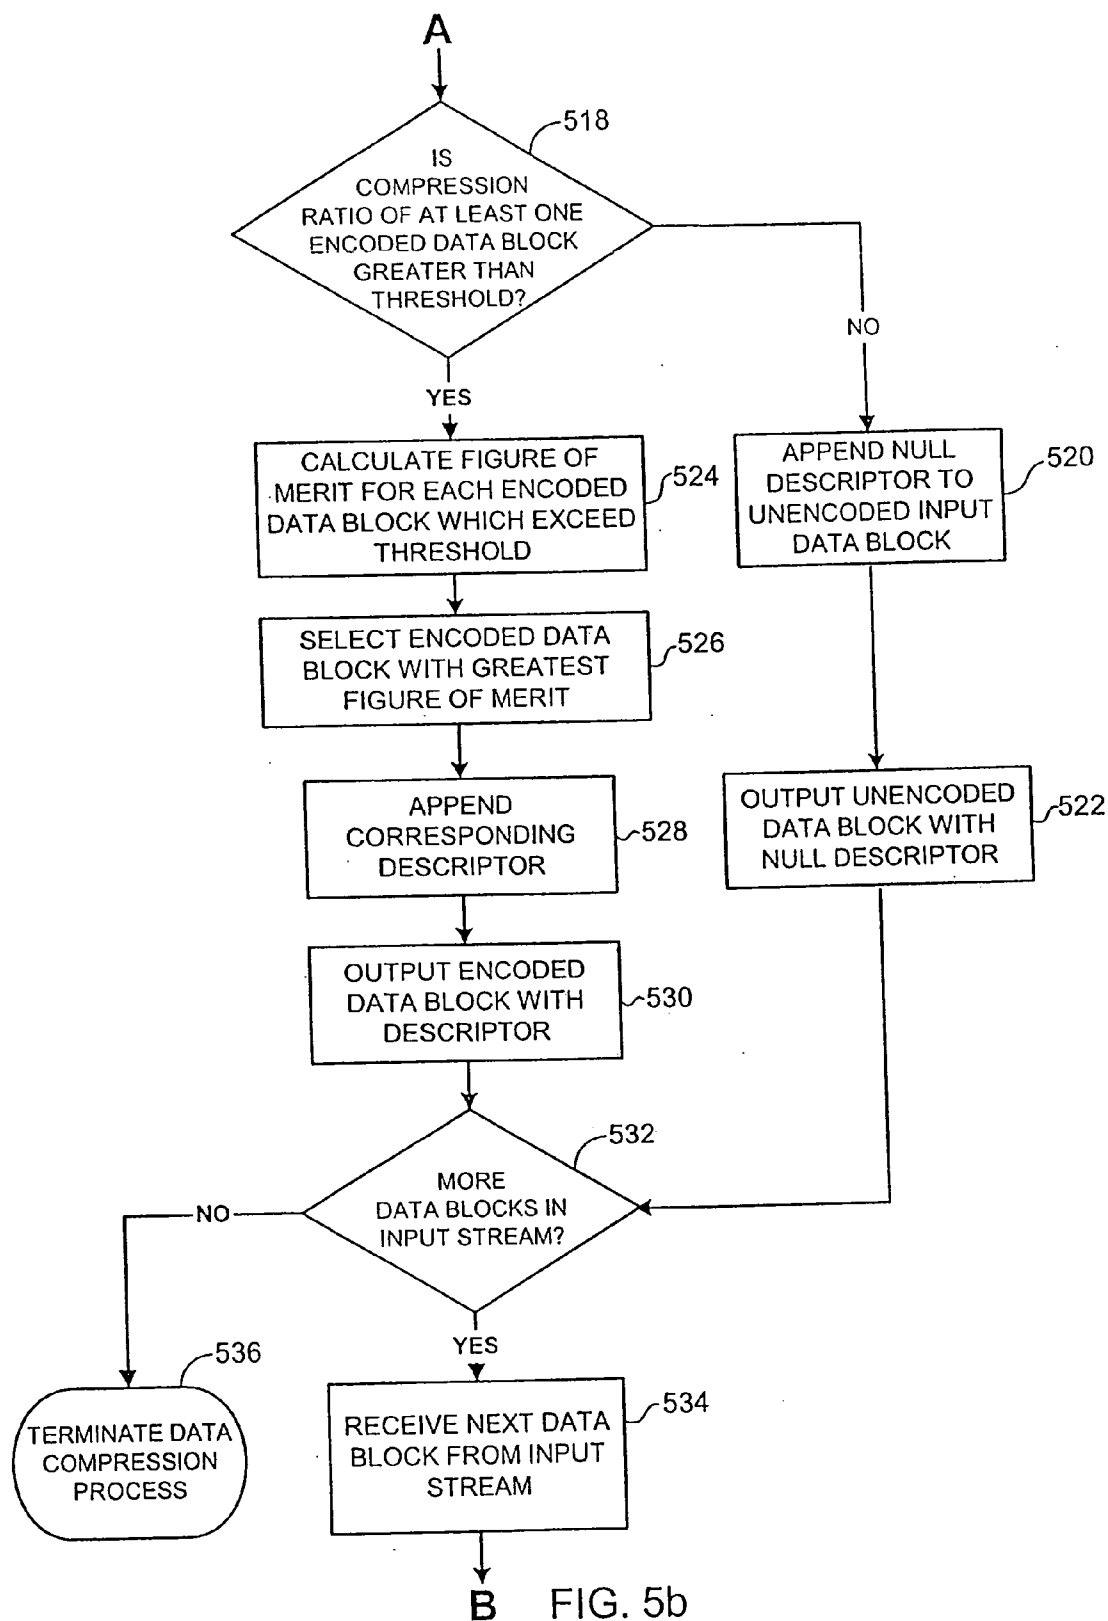 A
518
IS
COMPRESSION
RATIO OF AT LEAST ONE
ENCODED DATA BLOCK
GREATER THAN
THRESHOLD?
NO
YES
CALCULATE FIGURE OF
MERIT FOR EACH ENCODED
DATA BLOCK WHICH EXCEED
THRESHOLD
524
APPEND NULL
DESCRIPTOR TO
UNENCODED INPUT
DATA BLOCK
520
SELECT ENCODED DATA
BLOCK WITH GREATEST
FIGURE OF MERIT
526
APPEND
CORRESPONDING
DESCRIPTOR
528
OUTPUT UNENCODED
DATA BLOCK WITH
NULL DESCRIPTOR
522
OUTPUT ENCODED
DATA BLOCK WITH
DESCRIPTOR
530
532
MORE
DATA BLOCKS IN
INPUT STREAM?
NO
YES
536
TERMINATE DATA
COMPRESSION
PROCESS
534
RECEIVE NEXT DATA
BLOCK FROM INPUT
STREAM
B
FIG. 5b